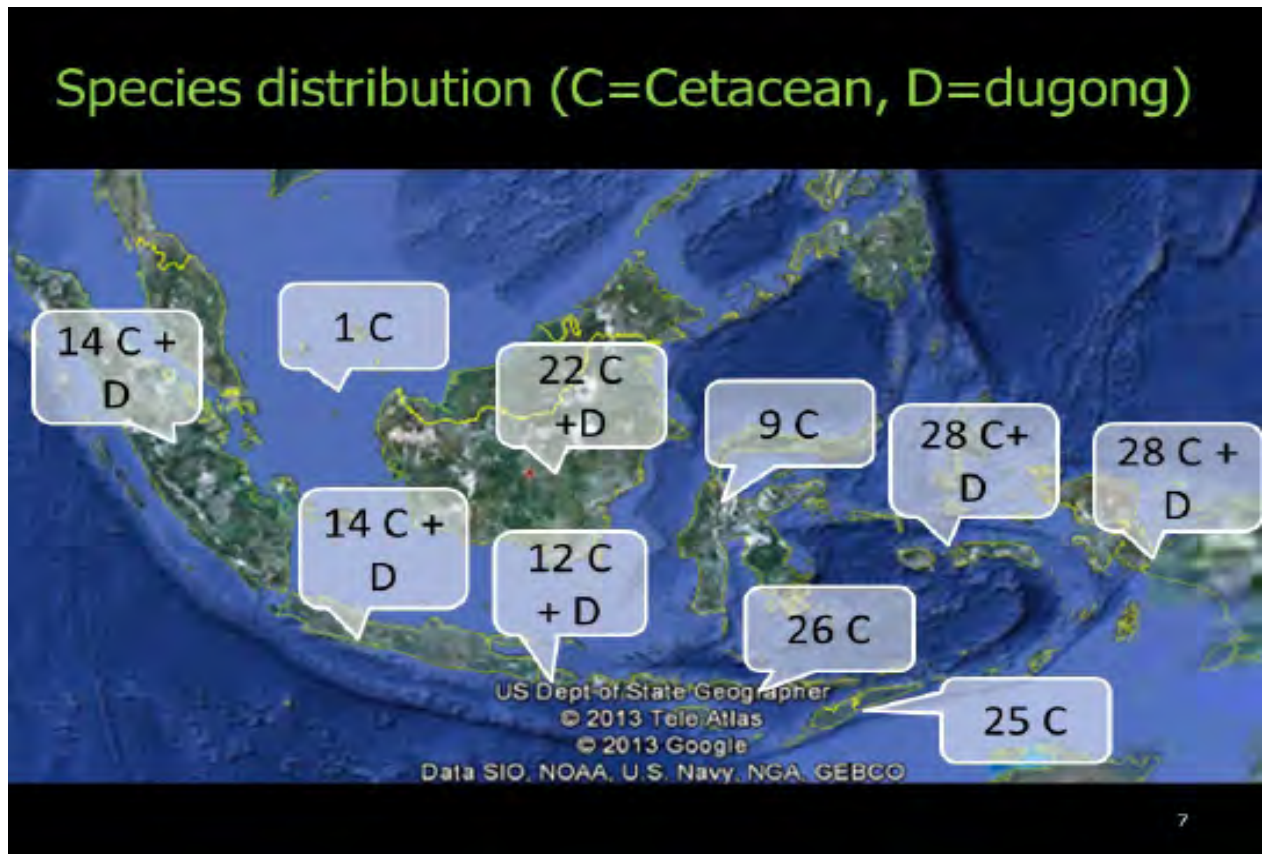 Species distribution (C=Cetacean, D=dugong)
1 C
14 C +
D
22 C
+D
9 C
28 C+
D
28 C +
D
14 C +
D
12 C
+ D
26 C
25 C
US Dept of State Geographer
© 2013 Tele Atlas
© 2013 Google
Data SIO, NOAA, U.S. Navy, NGA, GEBCO
7